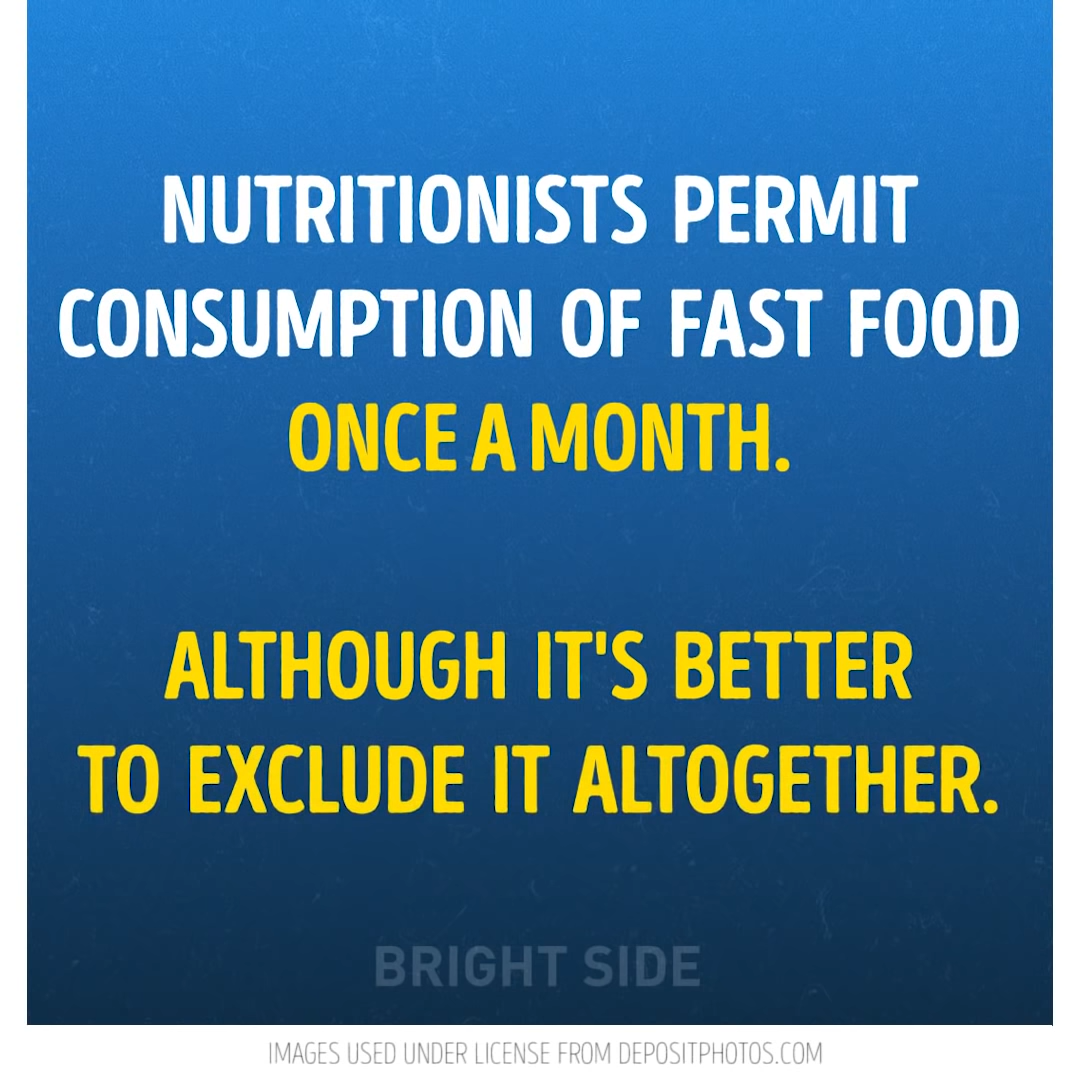 NUTRITIONISTS PERMIT
CONSUMPTION OF FAST FOOD
ONCE A MONTH.
ALTHOUGH IT'S BETTER
TO EXCLUDE IT ALTOGETHER.
BRIGHT SIDE
IMAGES USED UNDER LICENSE FROM DEPOSITPHOTOS.COM